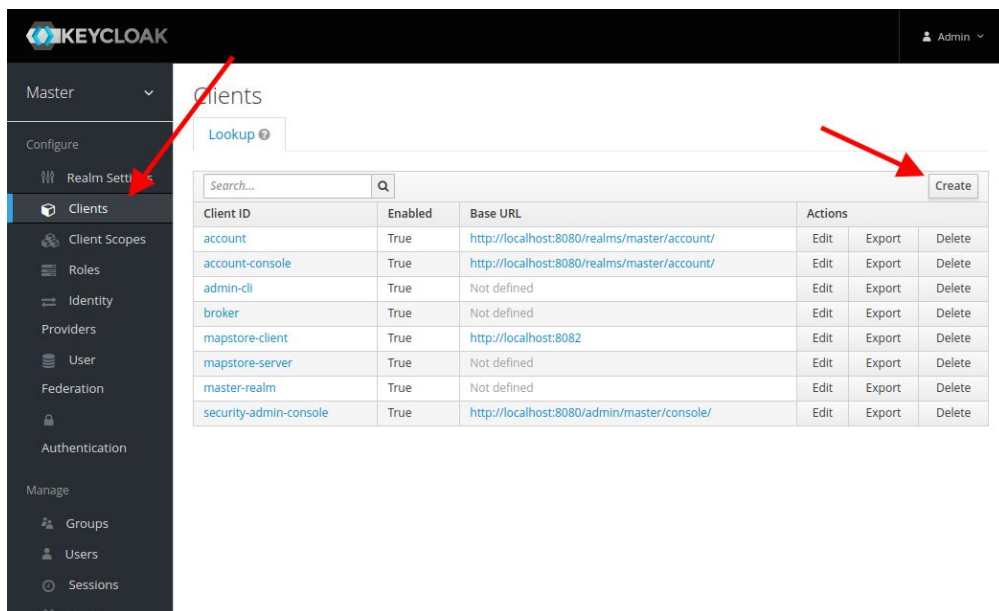 KEYCLOAK
Admin
Master
Configure
Realm Settings
Clients
Client Scopes
Roles
Identity
Providers
User
Federation
Authentication
Manage
Groups
Users
Sessions
Clients
Lookup
Search...
Create
Client ID Enabled Base URL Actions
account True http://localhost:8080/realms/master/account/ Edit Export Delete
account-console True http://localhost:8080/realms/master/account/ Edit Export Delete
admin-cli True Not defined Edit Export Delete
broker True Not defined Edit Export Delete
mapstore-client True http://localhost:8082 Edit Export Delete
mapstore-server True Not defined Edit Export Delete
master-realm True Not defined Edit Export Delete
security-admin-console True http://localhost:8080/admin/master/console/ Edit Export Delete